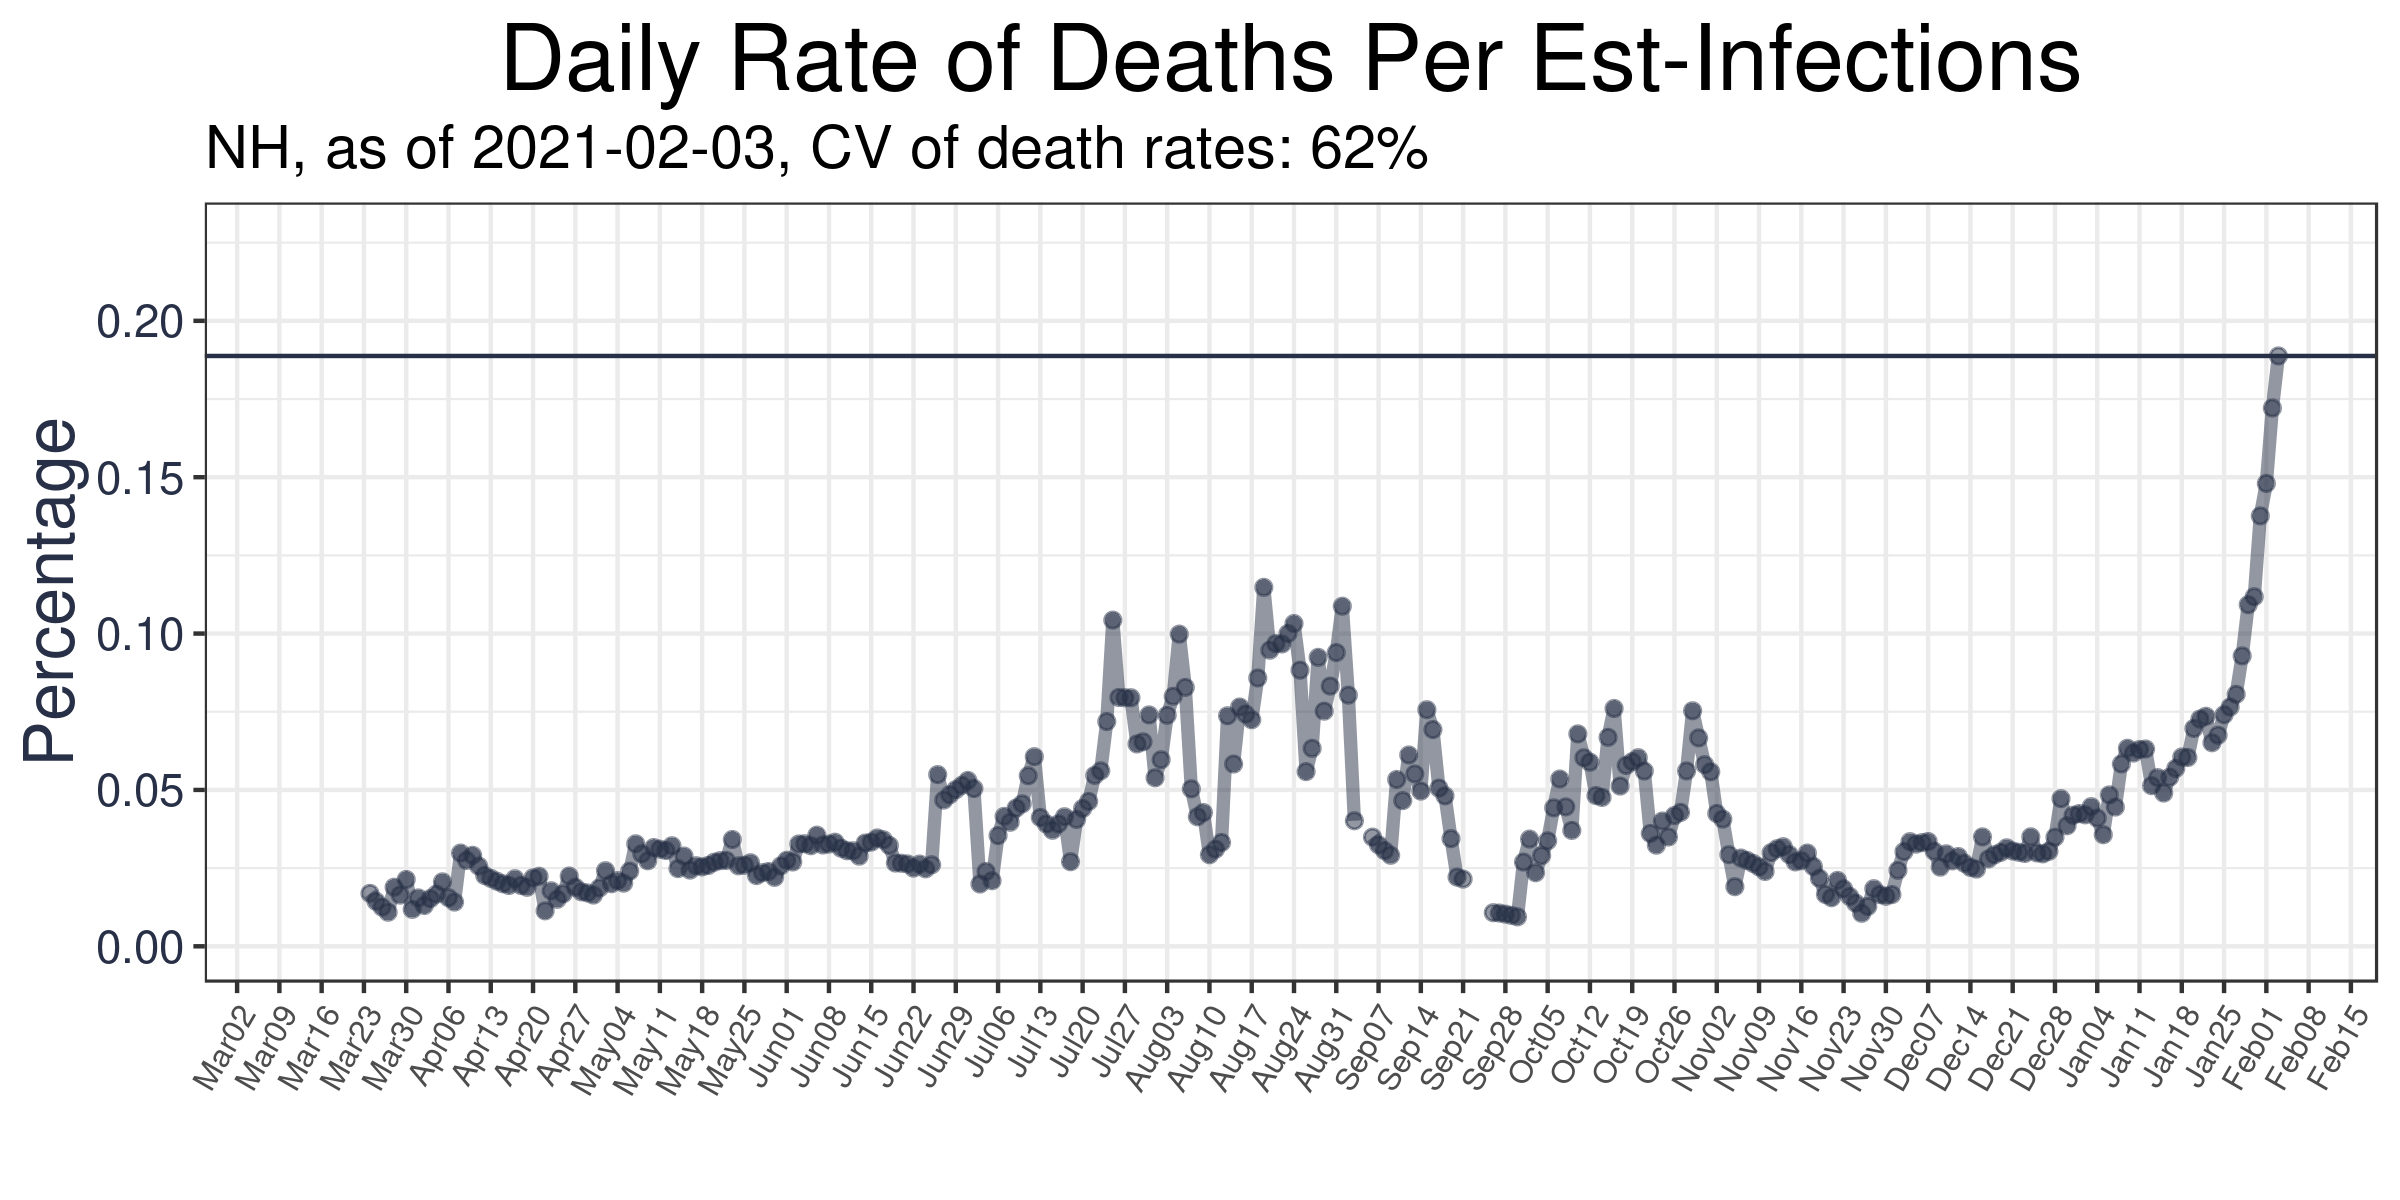 Daily Rate of Deaths Per Est-Infections
NH, as of 2021-02-03, CV of death rates: 62%
Percentage
0.20
0.15
0.10
0.05
0.00
Mar02 Mar09 Mar16 Mar23 Mar30 Apr06 Apr13 Apr20 Apr27 May04 May11 May18 May25 Jun01 Jun08 Jun15 Jun22 Jun29 Jul06 Jul13 Jul20 Jul27 Aug03 Aug10 Aug17 Aug24 Aug31 Sep07 Sep14 Sep21 Sep28 Oct05 Oct12 Oct19 Oct26 Nov02 Nov09 Nov16 Nov23 Nov30 Dec07 Dec14 Dec21 Dec28 Jan04 Jan11 Jan18 Jan25 Feb01 Feb08 Feb15